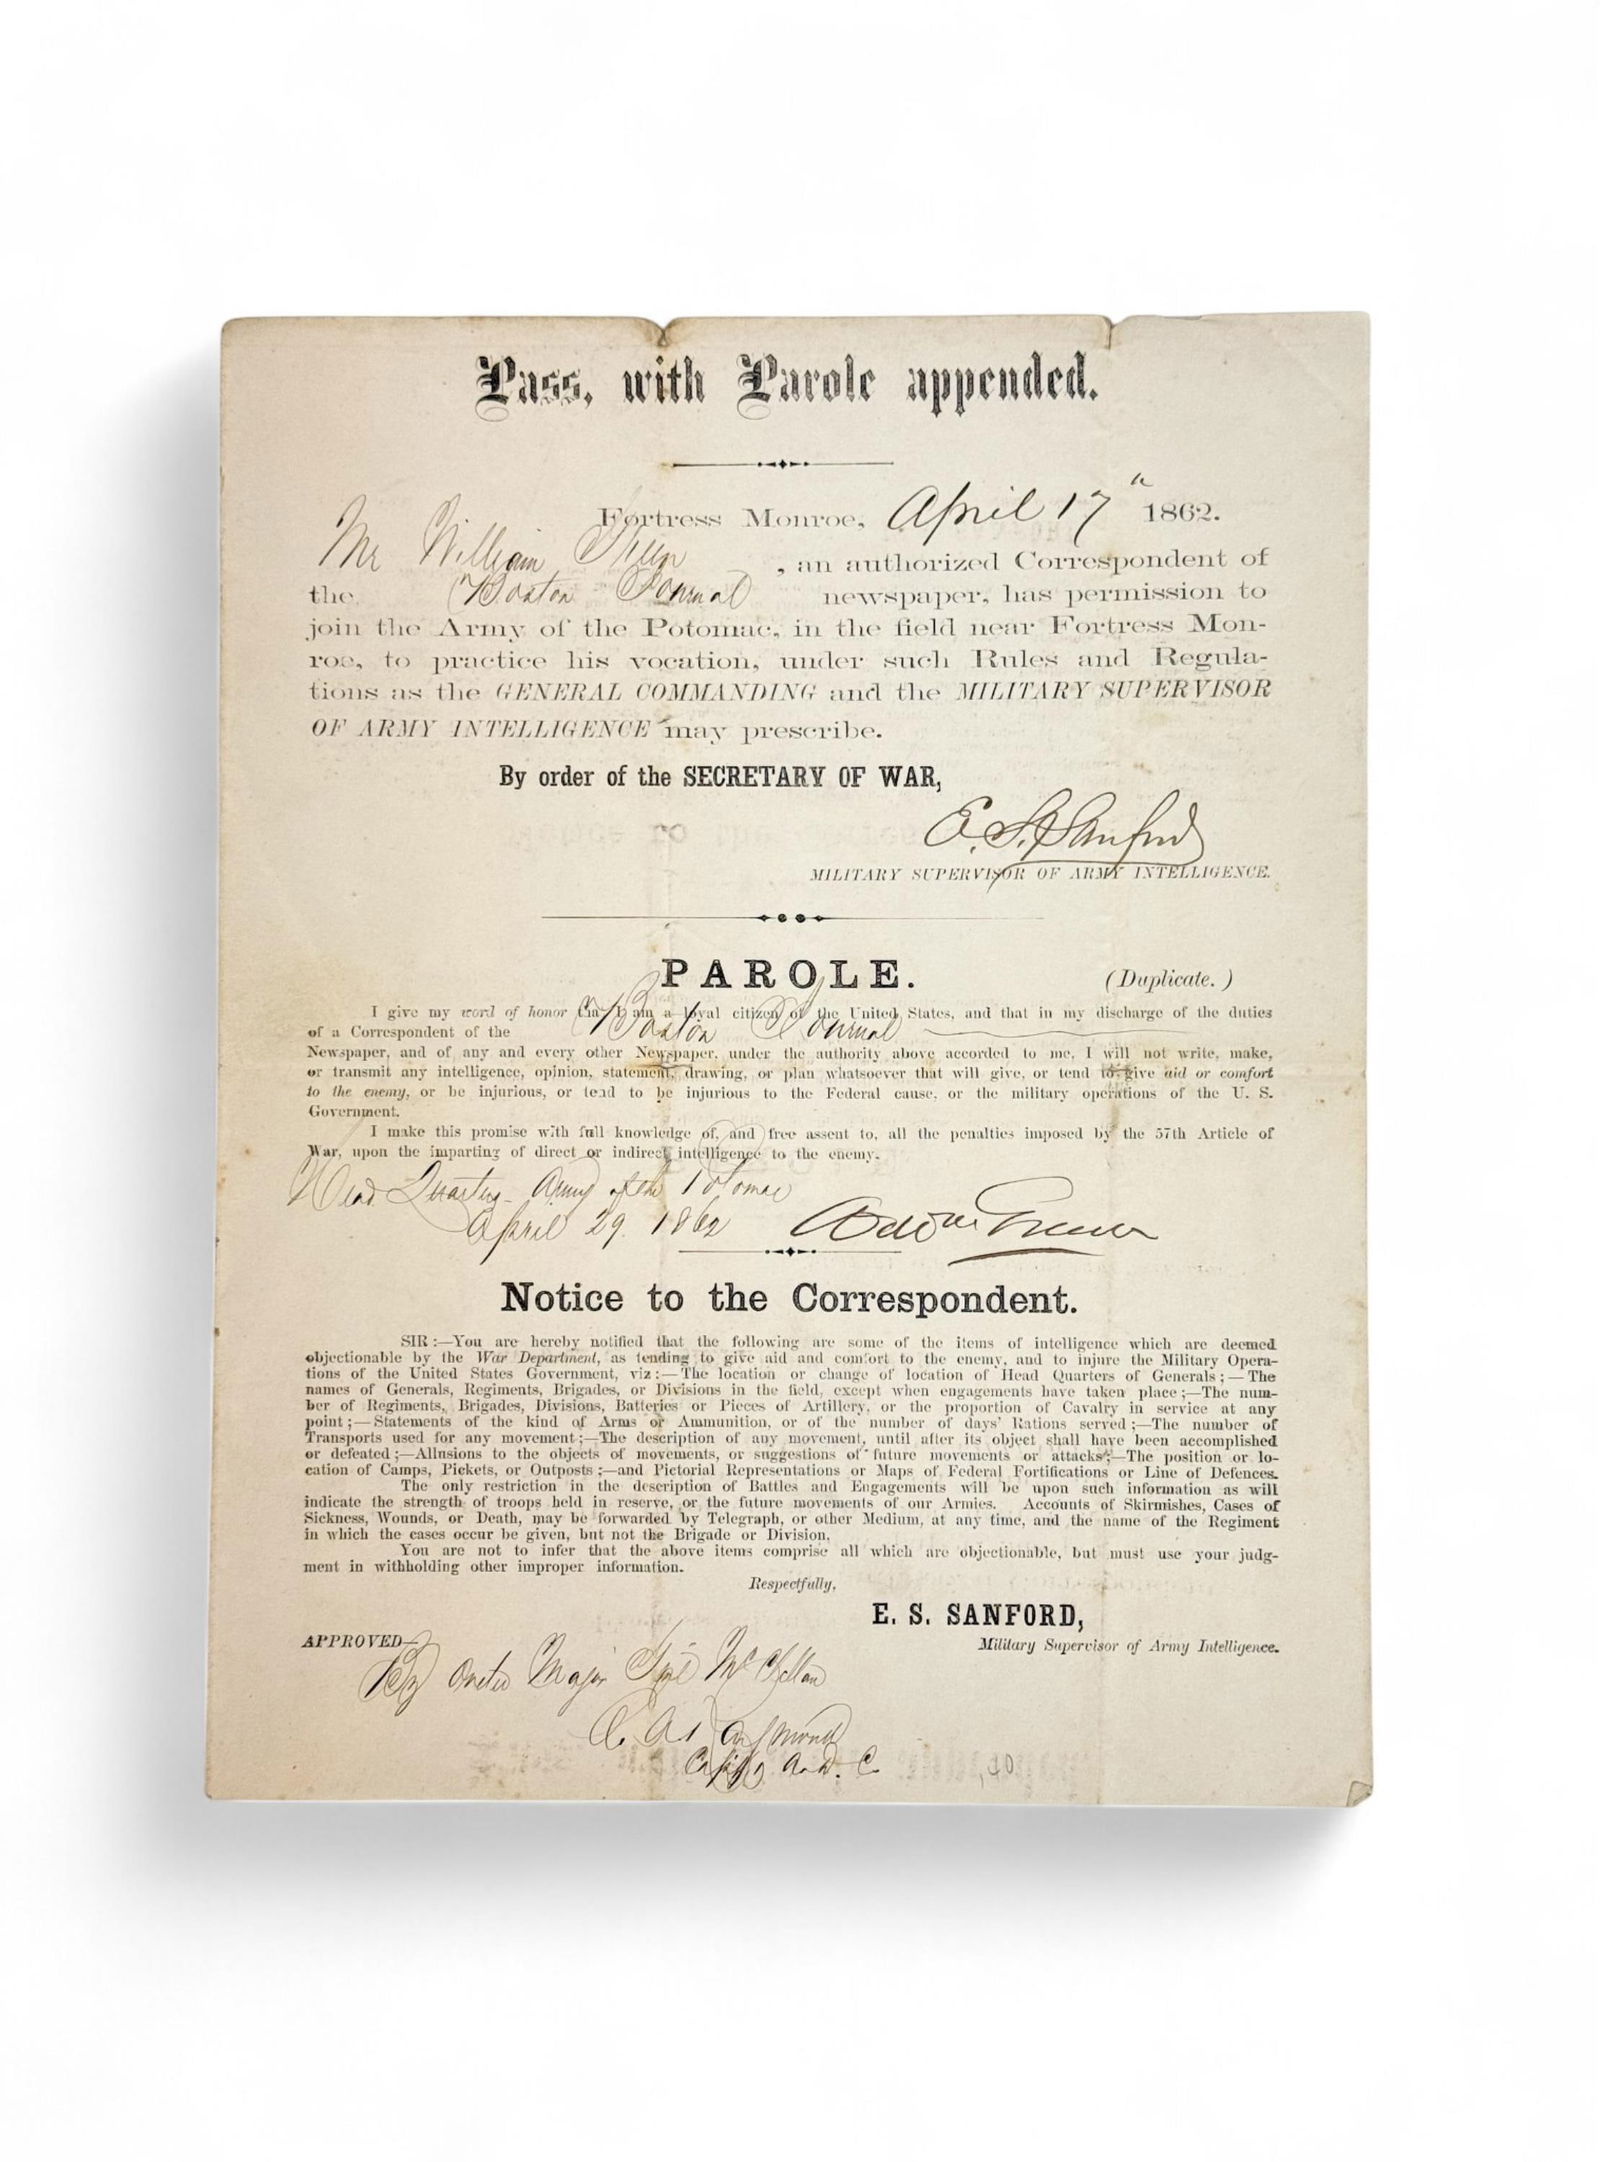 Pass, with Parole appended.
Fortress Monroe, April 17th 1862.
Mr William
, an authorized Correspondent of
the Boston Journal newspaper, has permission to
join the Army of the Potomac, in the field near Fortress Mon-
roe, to practice his vocation, under such Rules and Regula-
tions as the GENERAL COMMANDING and the MILITARY SUPERVISOR
OF ARMY INTELLIGENCE may prescribe.
By order of the SECRETARY OF WAR,
E. S. Sanford
MILITARY SUPERVISOR OF ARMY INTELLIGENCE.
PAROLE. (Duplicate.)
I give my word of honor that I am a loyal citizen of the United States, and that in my discharge of the duties
of a Correspondent of the Boston Journal
Newspaper, and of any and every other Newspaper, under the authority above accorded to me, I will not write, make,
or transmit any intelligence, opinion, statement, drawing, or plan whatsoever that will give, or tend to give aid or comfort
to the enemy, or be injurious, or tend to be injurious to the Federal cause, or the military operations of the U. S.
Government.
I make this promise with full knowledge of, and free assent to, all the penalties imposed by the 57th Article of
War, upon the imparting of direct or indirect intelligence to the enemy.
Head Quarters Army of the Potomac
April 29. 1862
Notice to the Correspondent.
SIR :—You are hereby notified that the following are some of the items of intelligence which are deemed
objectionable by the War Department, as tending to give aid and comfort to the enemy, and to injure the Military Opera-
tions of the United States Government, viz :—The location or change of location of Head Quarters of Generals ;—The
names of Generals, Regiments, Brigades, or Divisions in the field, except when engagements have taken place ;—The num-
ber of Regiments, Brigades, Divisions, Batteries or Pieces of Artillery, or the proportion of Cavalry in service at any
point ;—Statements of the kind of Arms or Ammunition, or of the number of days' Rations served ;—The number of
Transports used for any movement ;—The description of any movement, until after its object shall have been accomplished
or defeated ;—Allusions to the objects of movements, or suggestions of future movements or attacks ;—The position or lo-
cation of Camps, Pickets, or Outposts ;—and Pictorial Representations or Maps of Federal Fortifications or Line of Defences.
The only restriction in the description of Battles and Engagements will be upon such information as will
indicate the strength of troops held in reserve, or the future movements of our Armies. Accounts of Skirmishes, Cases of
Sickness, Wounds, or Death, may be forwarded by Telegraph, or other Medium, at any time, and the name of the Regiment
in which the cases occur be given, but not the Brigade or Division.
You are not to infer that the above items comprise all which are objectionable, but must use your judg-
ment in withholding other improper information.
Respectfully,
E. S. SANFORD,
Military Supervisor of Army Intelligence.
APPROVED—
By Major McClellan
Capt